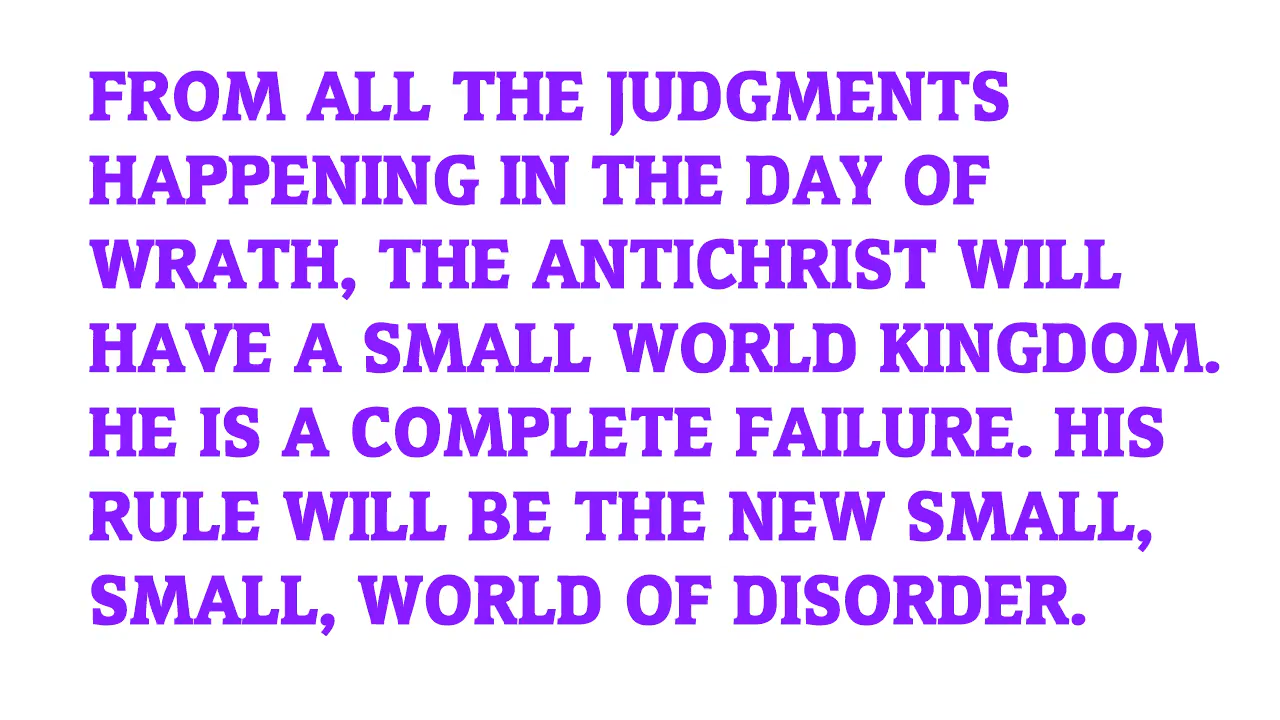 FROM ALL THE JUDGMENTS
HAPPENING IN THE DAY OF
WRATH, THE ANTICHRIST WILL
HAVE A SMALL WORLD KINGDOM.
HE IS A COMPLETE FAILURE. HIS
RULE WILL BE THE NEW SMALL,
SMALL, WORLD OF DISORDER.